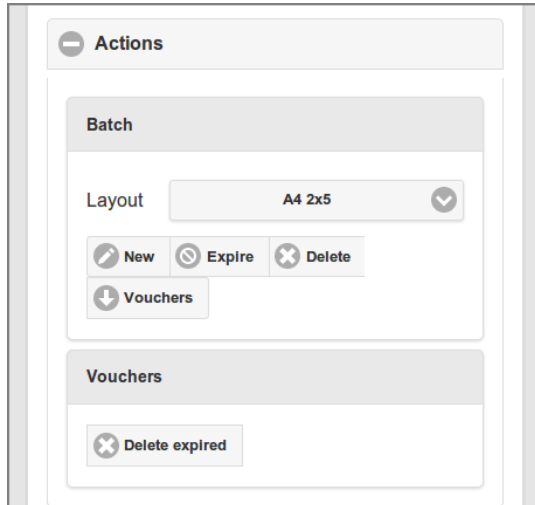 Actions
Batch
Layout A4 2x5
New Expire Delete
Vouchers
Vouchers
Delete expired